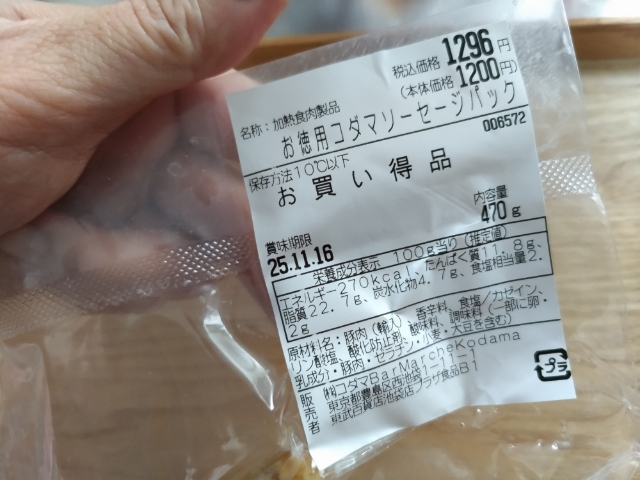 税込価格 1296円
(本体価格 1200円)
名称：加熱食肉製品
お徳用コダマソーセージパック
006572
保存方法10℃以下
お買い得品
内容量
470g
賞味期限
25.11.16
栄養成分表示 100g当り（推定値）
エネルギー270kcal、たんぱく質11.8g、
脂質22.7g、炭水化物4.7g、食塩相当量2.
2g
原材料名：豚肉（輸入）、香辛料、食塩／カゼイン、
リン酸塩、酸化防止剤、酸味料、調味料（一部に卵・
乳成分・豚肉・ゼラチン・小麦・大豆を含む）
販売者
㈱コダマBarMarcheKodama
東京都豊島区西池袋1-1-1
東武百貨店池袋店プラザ食品B1
プラ